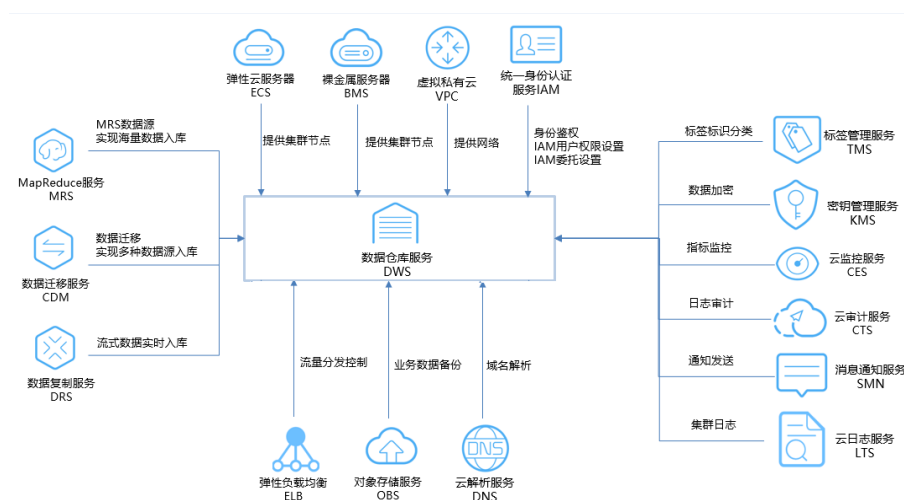 弹性云服务器
ECS
裸金属服务器
BMS
虚拟私有云
VPC
统一身份认证
服务IAM
提供集群节点
提供集群节点
提供网络
身份鉴权
IAM用户权限设置
IAM委托设置
MRS数据源
实现海量数据入库
MapReduce服务
MRS
数据迁移
实现多种数据源入库
数据迁移服务
CDM
流式数据实时入库
数据复制服务
DRS
数据仓库服务
DWS
标签标识分类
标签管理服务
TMS
数据加密
密钥管理服务
KMS
指标监控
云监控服务
CES
日志审计
云审计服务
CTS
通知发送
消息通知服务
SMN
集群日志
云日志服务
LTS
流量分发控制
业务数据备份
域名解析
弹性负载均衡
ELB
对象存储服务
OBS
DNS
云解析服务
DNS